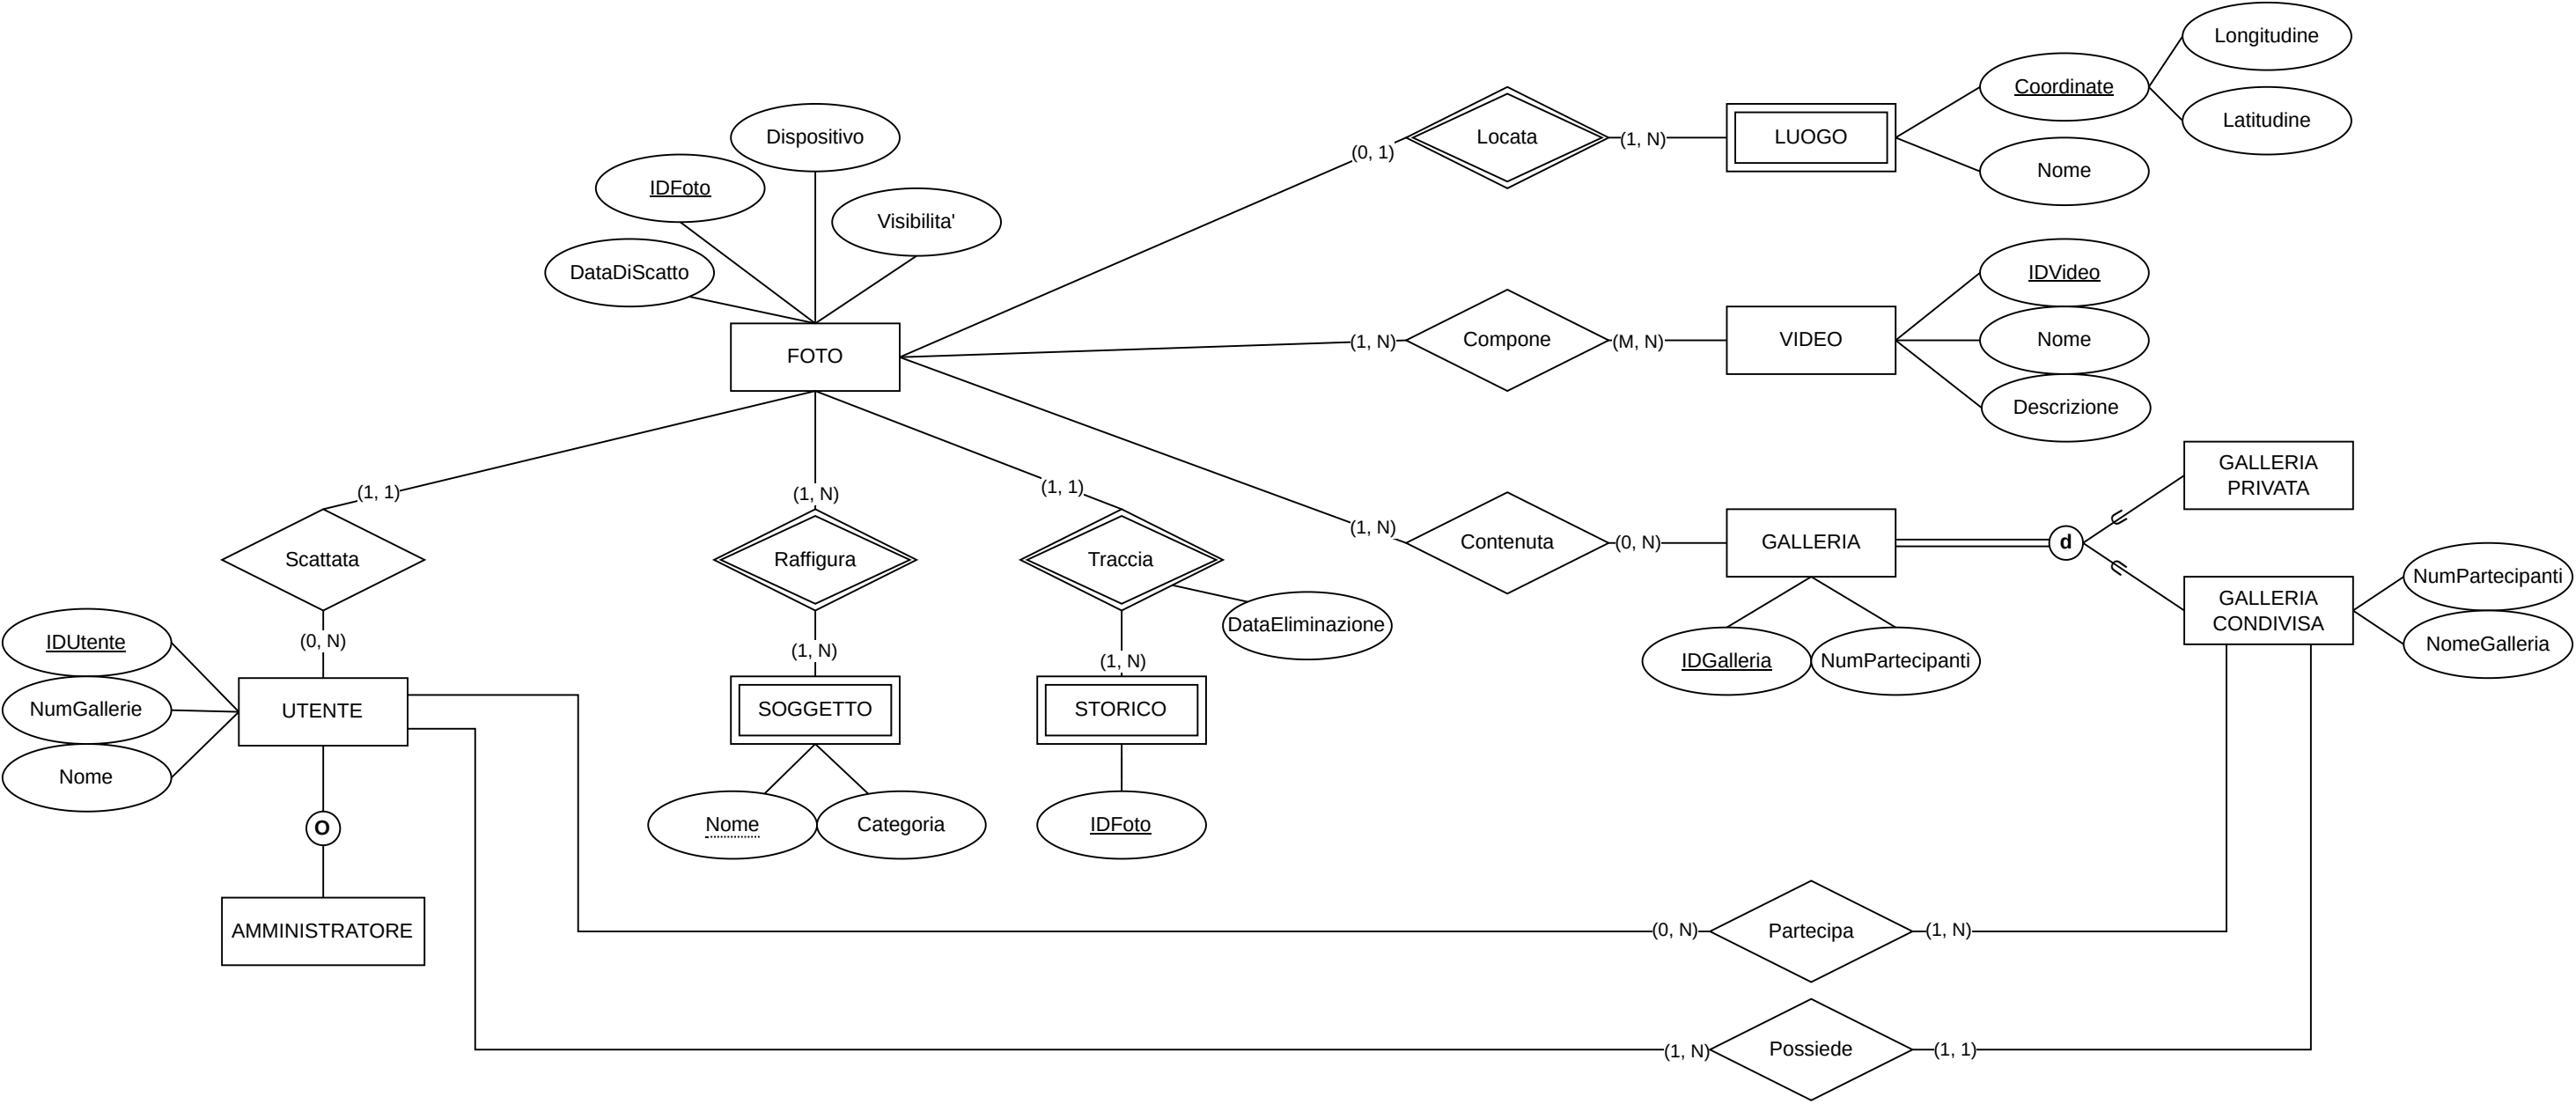 Longitudine
Coordinate
Latitudine
Dispositivo
Locata
LUOGO
(0, 1)
(1, N)
IDFoto
Nome
Visibilita'
DataDiScatto
IDVideo
FOTO
(1, N)
Compone
(M, N)
VIDEO
Nome
Descrizione
GALLERIA
PRIVATA
(1, 1)
(1, N)
(1, 1)
(1, N)
Contenuta
(0, N)
GALLERIA
d
Scattata
Raffigura
Traccia
NumPartecipanti
GALLERIA
CONDIVISA
DataEliminazione
IDUtente
(0, N)
(1, N)
(1, N)
IDGalleria
NumPartecipanti
NomeGalleria
NumGallerie
UTENTE
SOGGETTO
STORICO
Nome
O
Nome
Categoria
IDFoto
AMMINISTRATORE
(0, N)
Partecipa
(1, N)
(1, N)
Possiede
(1, 1)